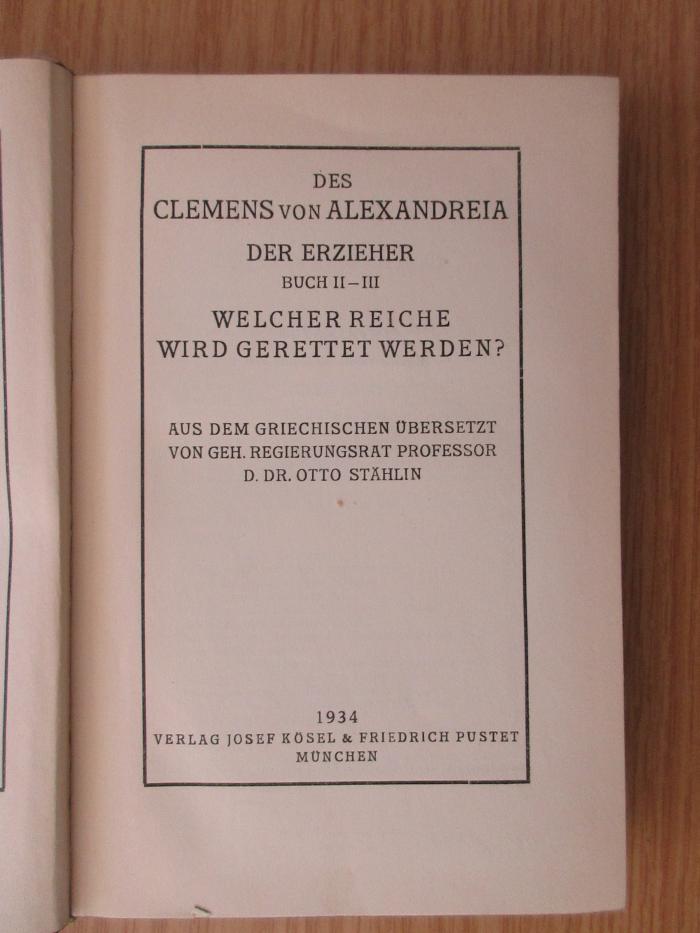 DES
CLEMENS VON ALEXANDREIA
DER ERZIEHER
BUCH II–III
WELCHER REICHE
WIRD GERETTET WERDEN?
AUS DEM GRIECHISCHEN ÜBERSETZT
VON GEH. REGIERUNGSRAT PROFESSOR
D. DR. OTTO STÄHLIN
1934
VERLAG JOSEF KÖSEL & FRIEDRICH PUSTET
MÜNCHEN